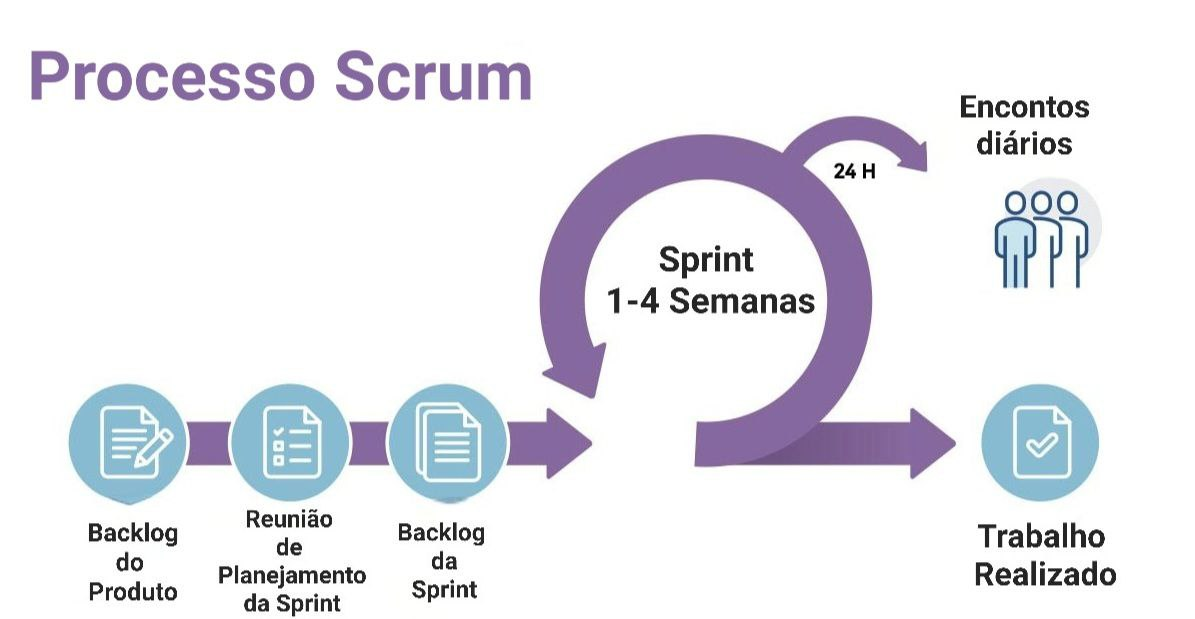 Processo Scrum
Encontos
diários
24 H
Sprint
1-4 Semanas
Backlog
do
Produto
Reunião
de
Planejamento
da Sprint
Backlog
da
Sprint
Trabalho
Realizado